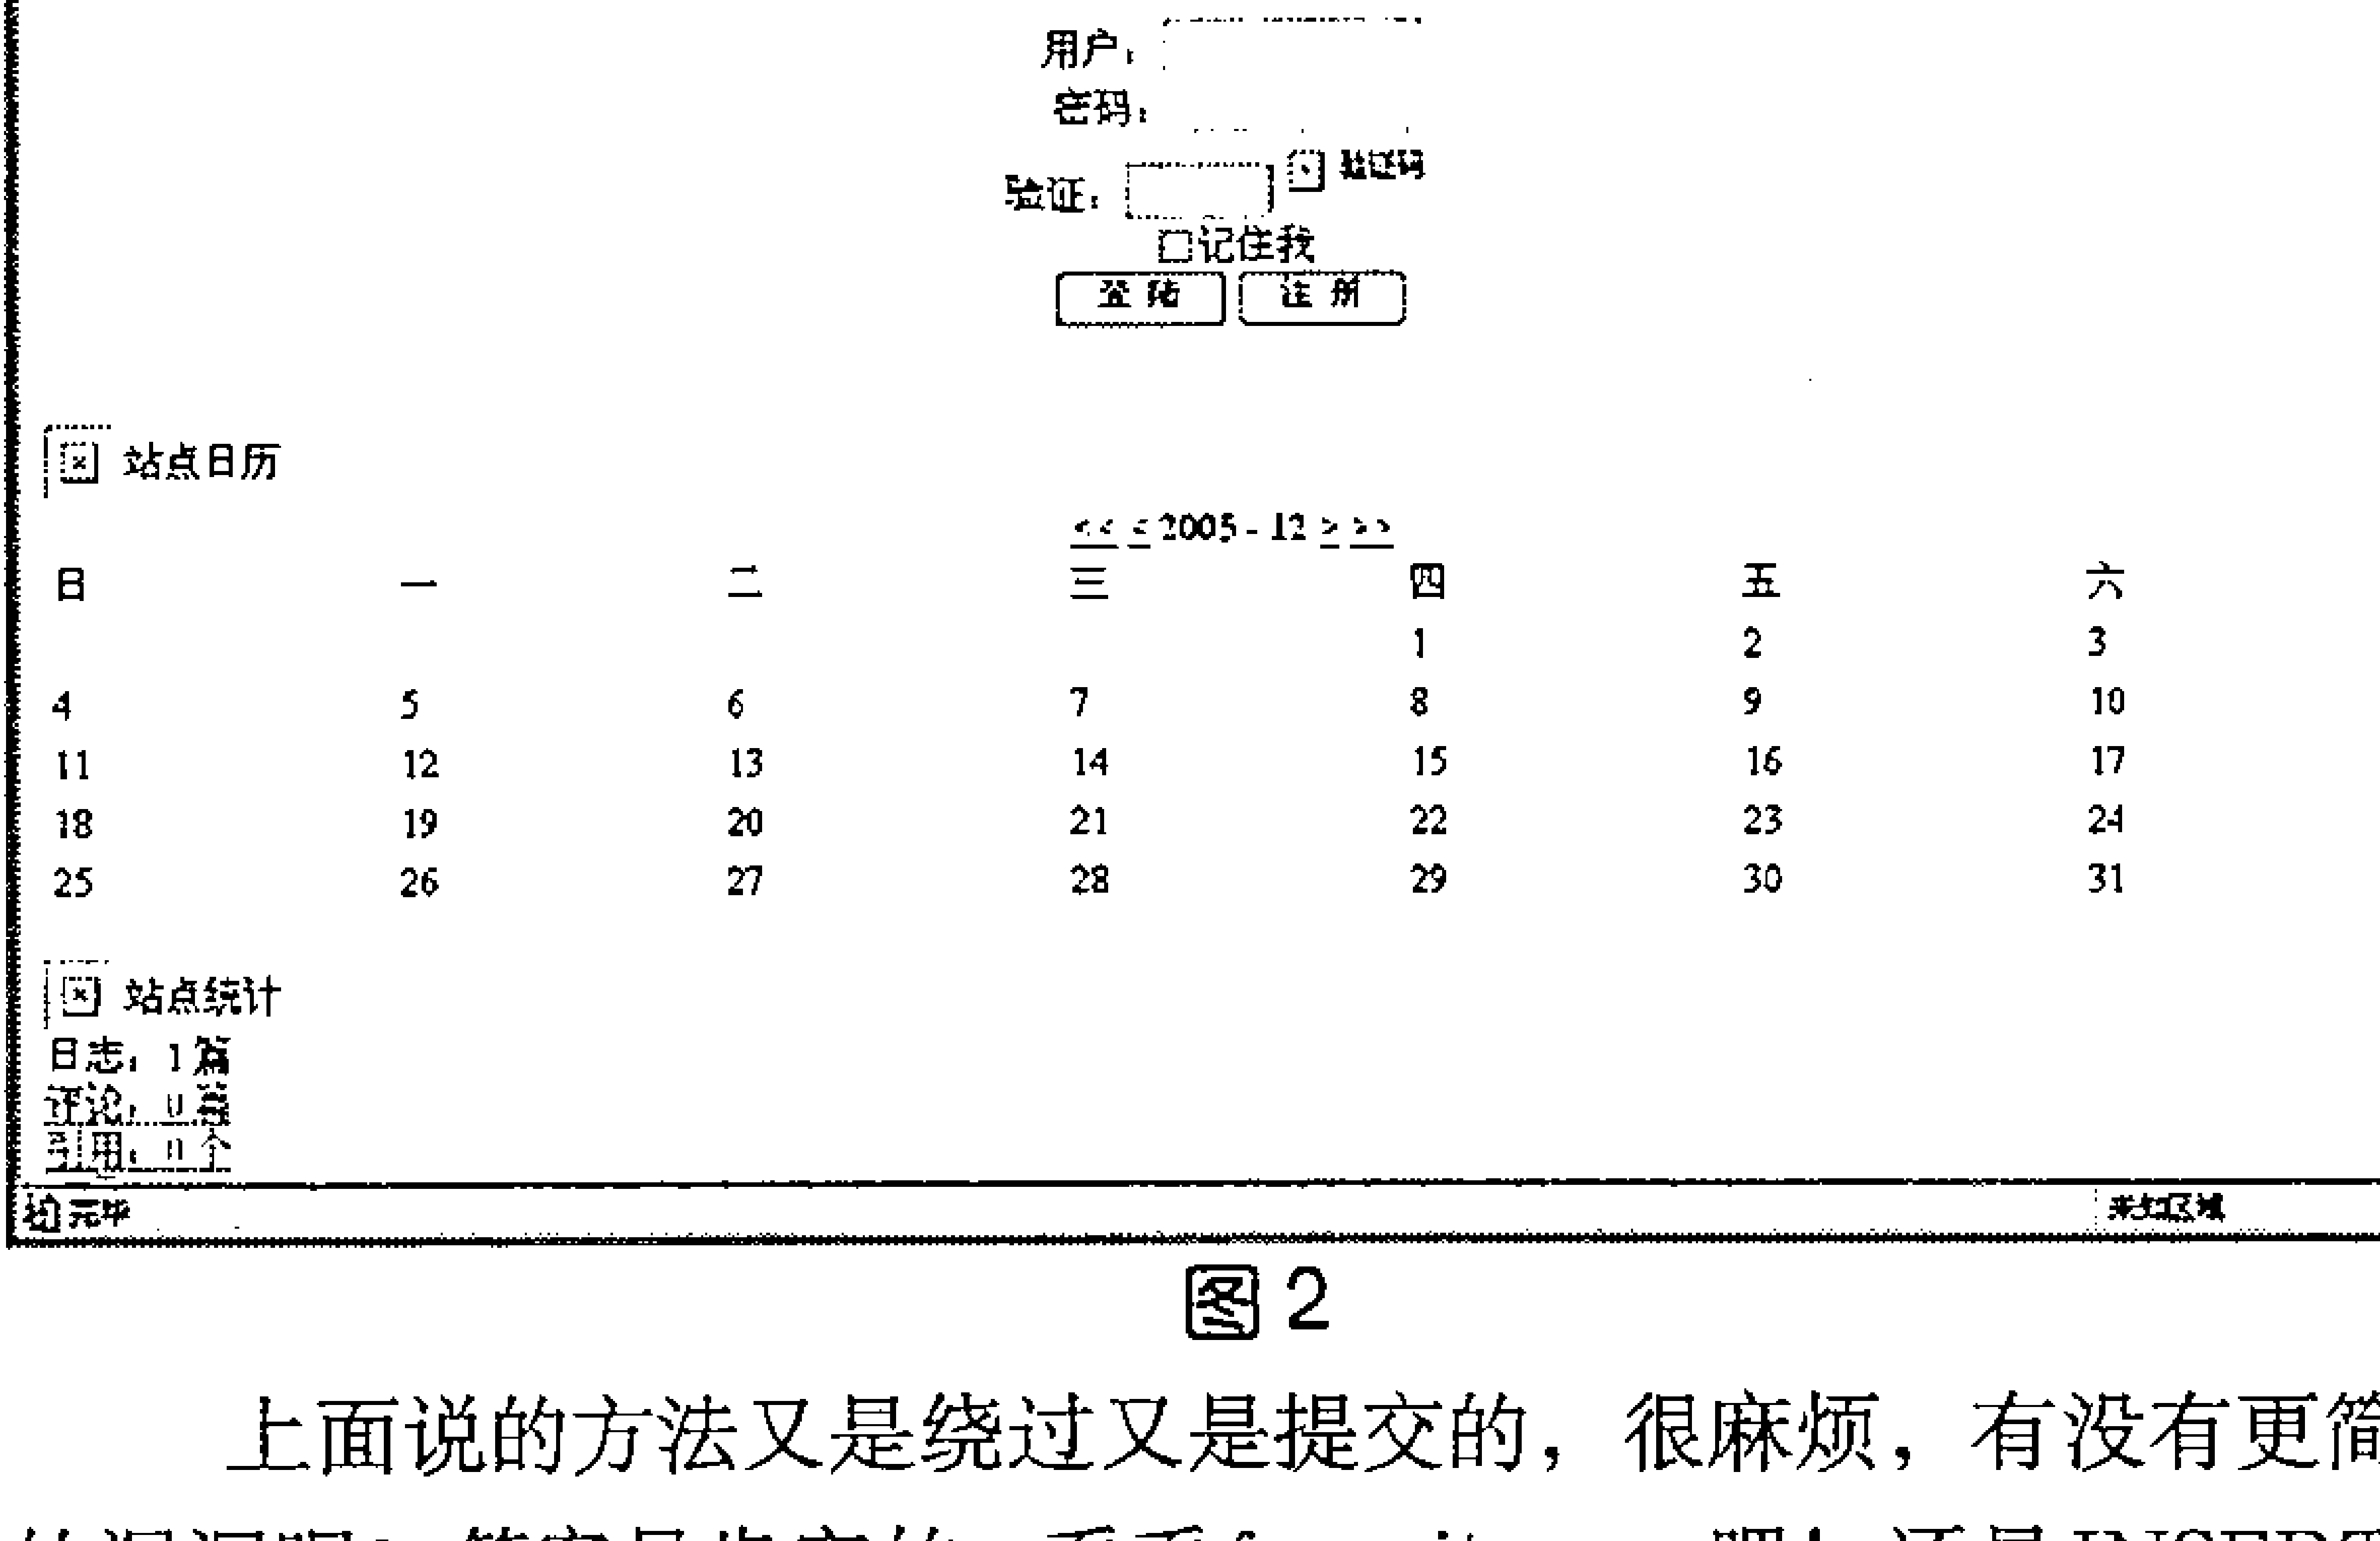 用户：
密码：
验证： 验证码
记住我
登陆 注册
站点日历
<< < 2005 - 12 > >>
日 一 二 三 四 五 六
1 2 3
4 5 6 7 8 9 10
11 12 13 14 15 16 17
18 19 20 21 22 23 24
25 26 27 28 29 30 31
站点统计
日志：1 篇
评论：0 篇
引用：0 个
完毕 未知区域
图 2
上面说的方法又是绕过又是提交的，很麻烦，有没有更简